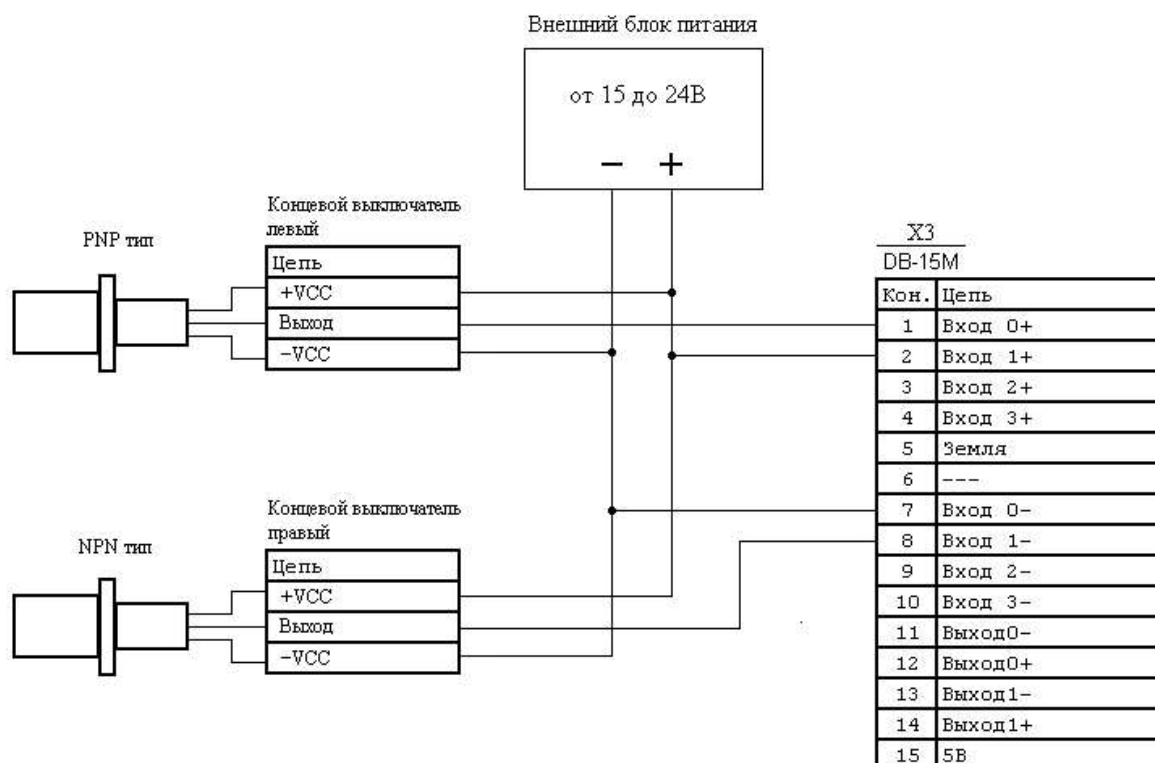 Внешний блок питания
от 15 до 24В
− +
Концевой выключатель
левый
PNP тип
Цепь
+VCC
Выход
−VCC
X3
DB-15M
Кон. Цепь
1 Вход 0+
2 Вход 1+
3 Вход 2+
4 Вход 3+
5 Земля
6 ---
7 Вход 0-
8 Вход 1-
9 Вход 2-
10 Вход 3-
11 Выход0-
12 Выход0+
13 Выход1-
14 Выход1+
15 5В
Концевой выключатель
правый
NPN тип
Цепь
+VCC
Выход
−VCC